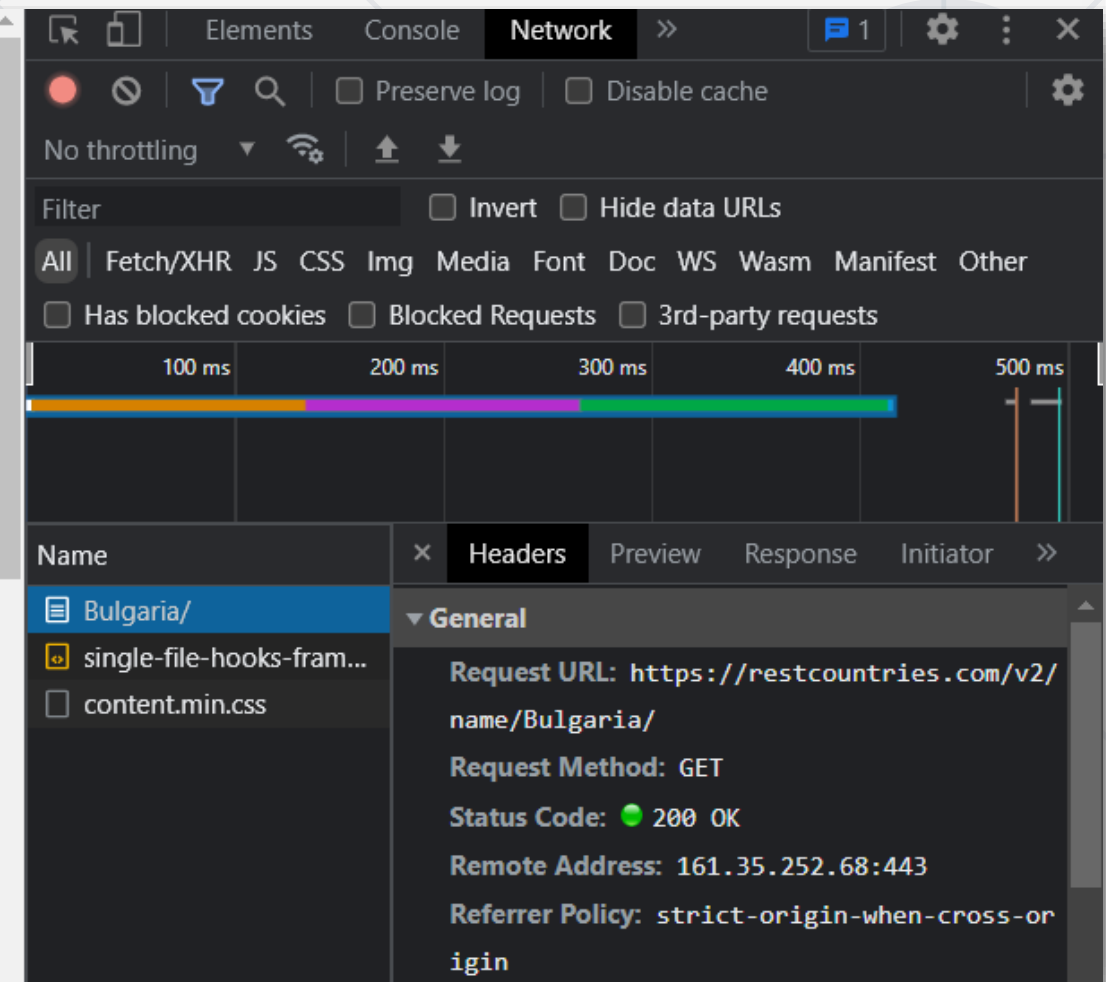 Elements Console Network 1
Preserve log Disable cache
No throttling
Filter Invert Hide data URLs
All Fetch/XHR JS CSS Img Media Font Doc WS Wasm Manifest Other
Has blocked cookies Blocked Requests 3rd-party requests
100 ms 200 ms 300 ms 400 ms 500 ms
Name Headers Preview Response Initiator
Bulgaria/
General
single-file-hooks-fram...
content.min.css
Request URL: https://restcountries.com/v2/
name/Bulgaria/
Request Method: GET
Status Code: 200 OK
Remote Address: 161.35.252.68:443
Referrer Policy: strict-origin-when-cross-or
igin